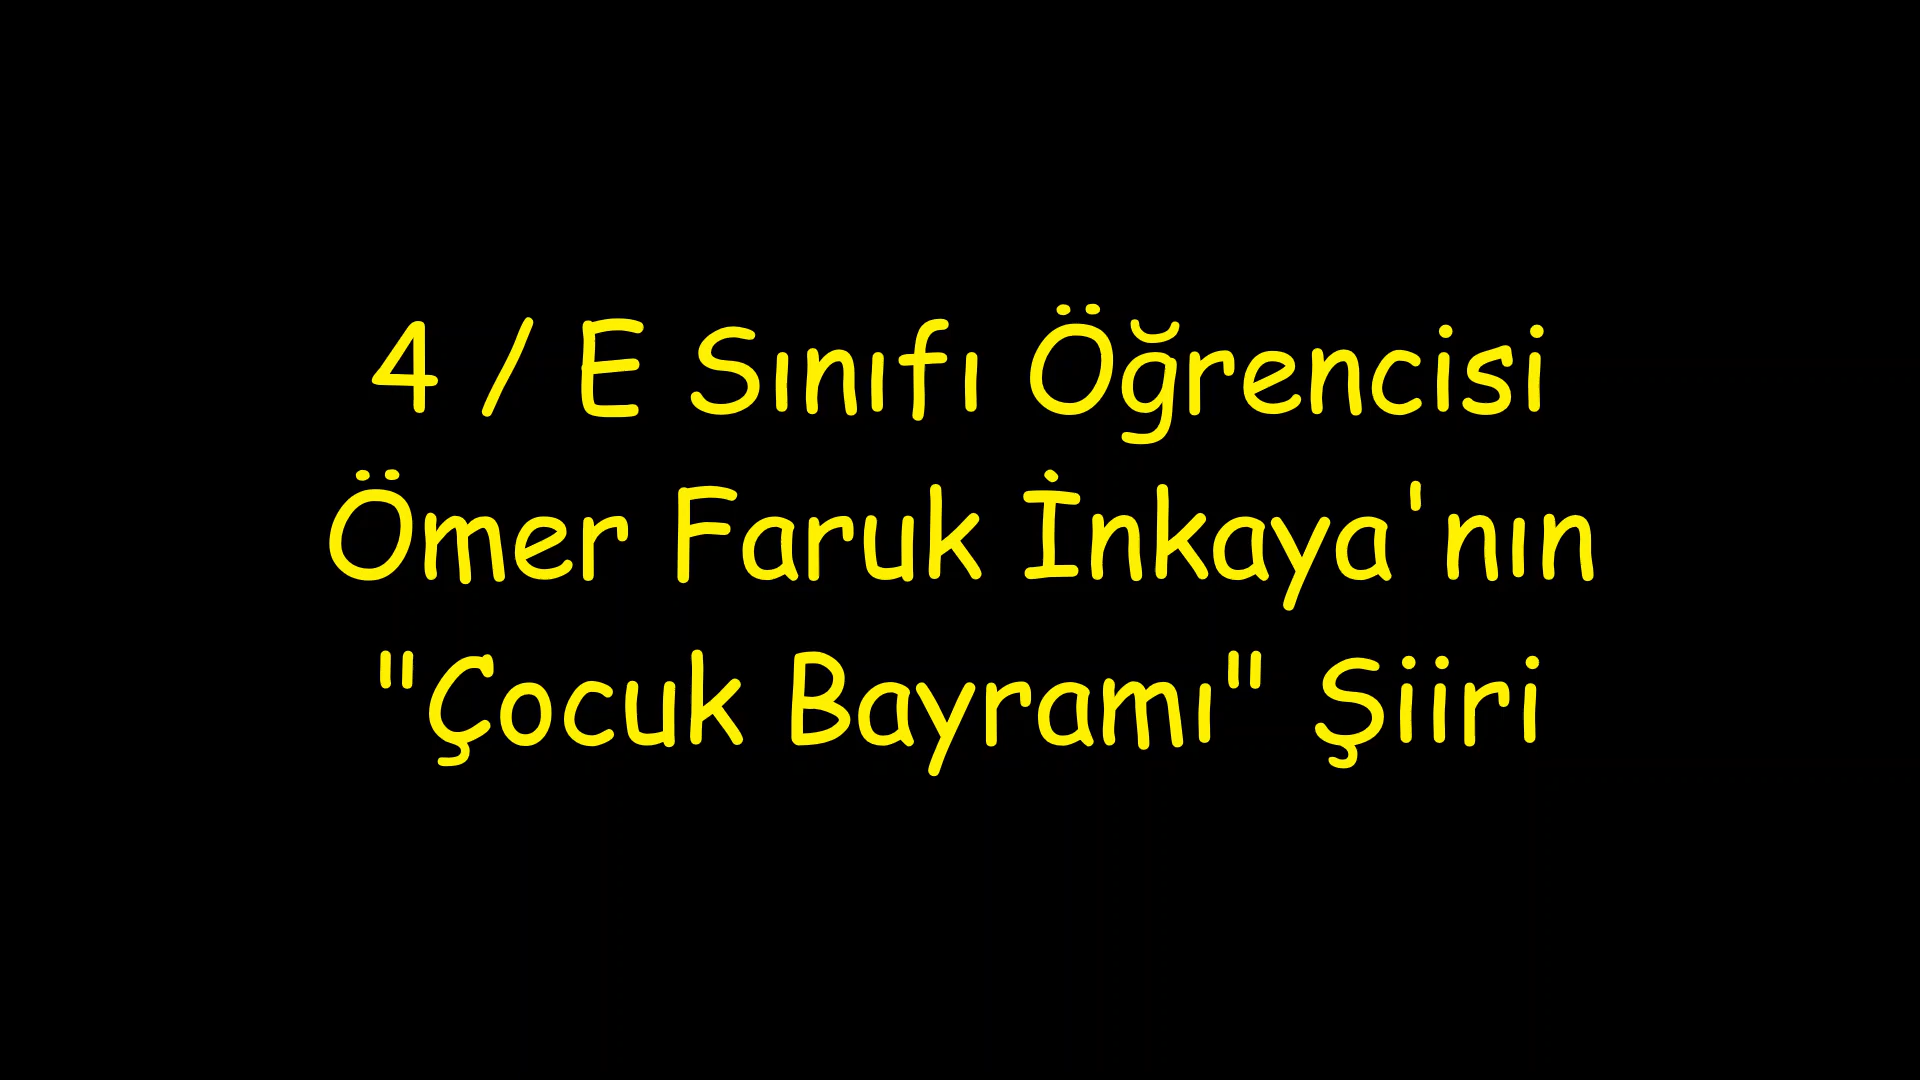 4 / E Sınıfı Öğrencisi
Ömer Faruk İnkaya'nın
"Çocuk Bayramı" Şiiri